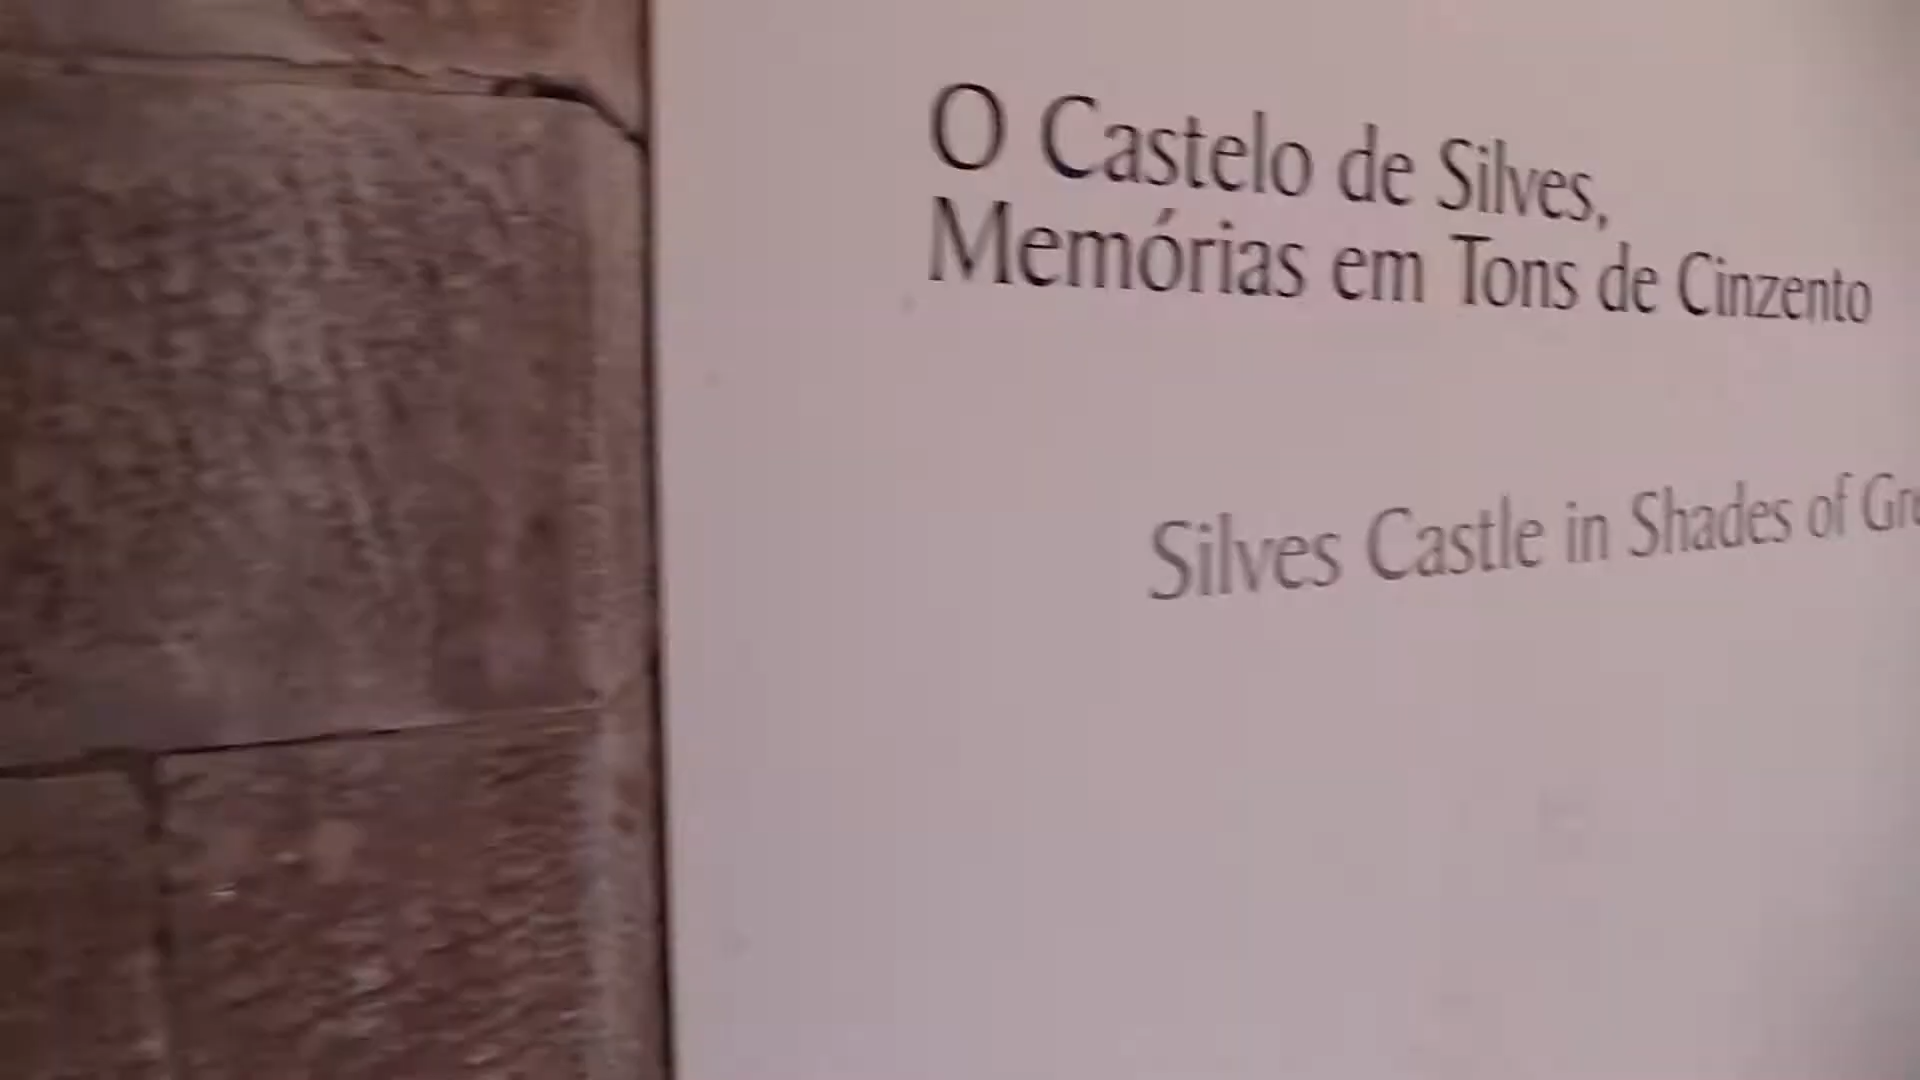 O Castelo de Silves,
Memórias em Tons de Cinzento
Silves Castle in Shades of